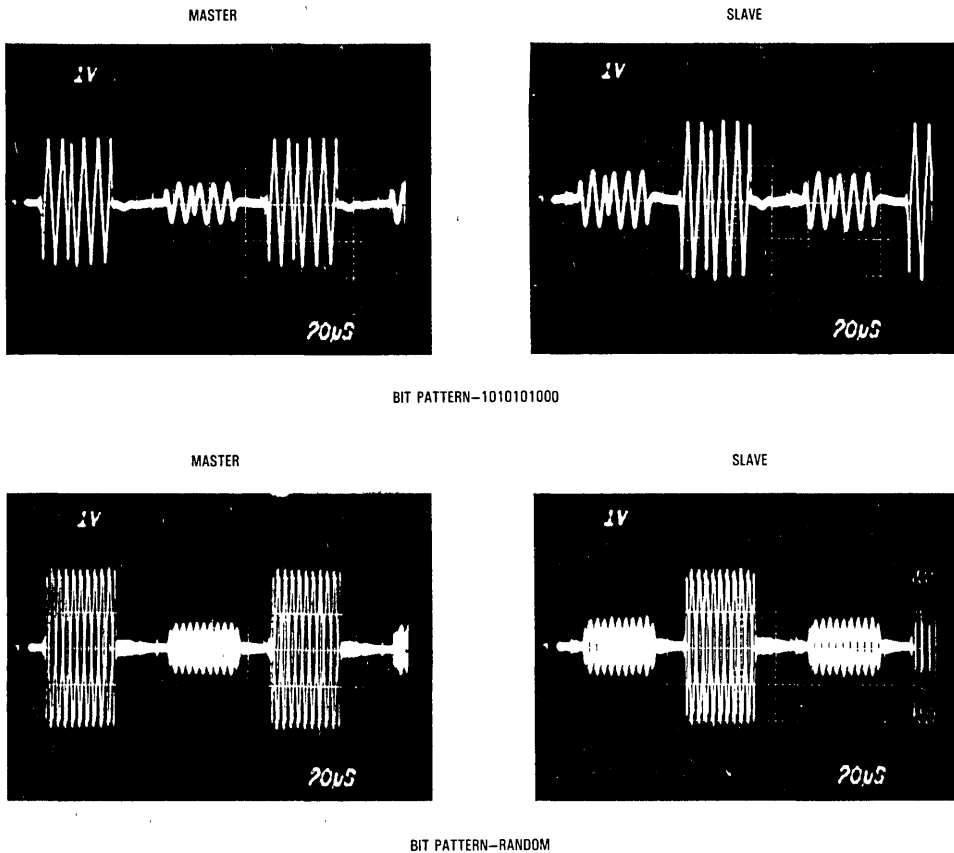 MASTER SLAVE
1V 1V
20µS 20µS
BIT PATTERN–1010101000
MASTER SLAVE
1V 1V
20µS 20µS
BIT PATTERN–RANDOM